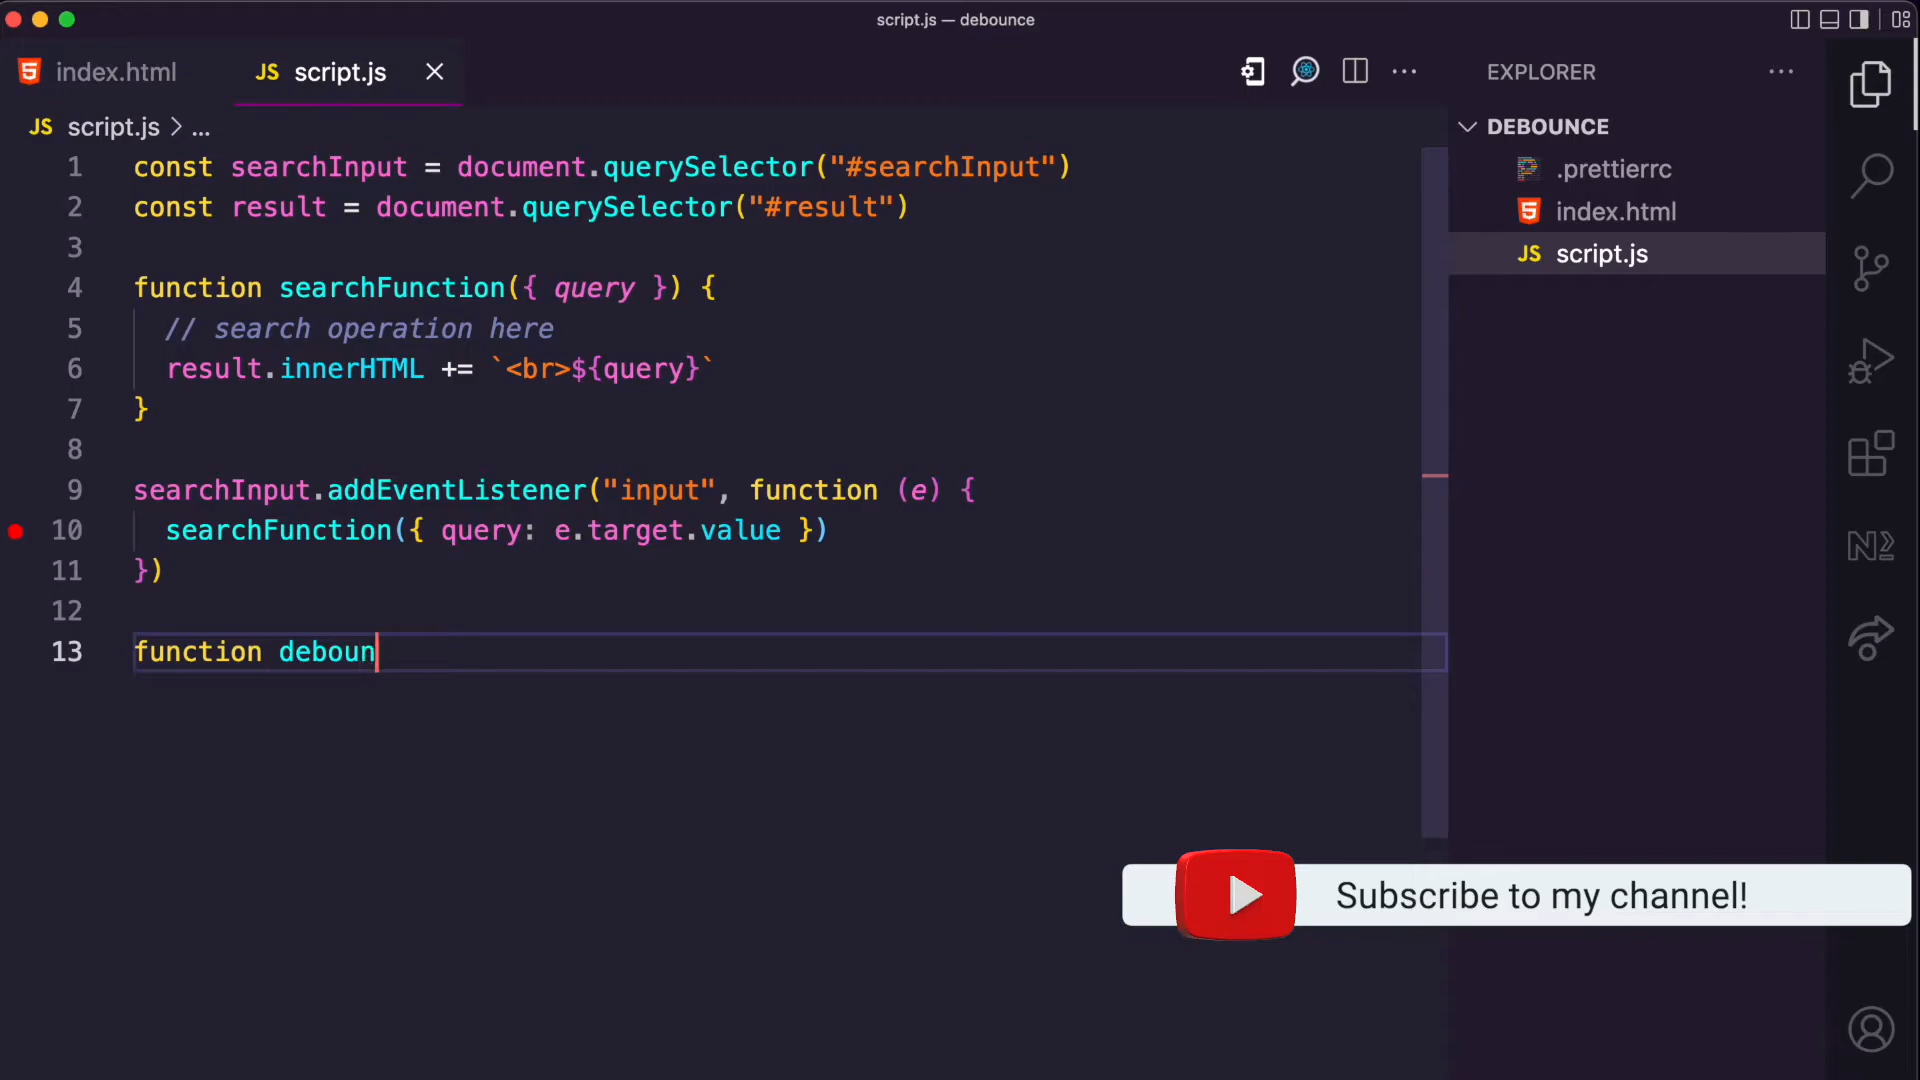 script.js — debounce
index.html
JS script.js
JS script.js > ...
1 const searchInput = document.querySelector("#searchInput")
2 const result = document.querySelector("#result")
3
4 function searchFunction({ query }) {
5 // search operation here
6 result.innerHTML += `<br>${query}`
7 }
8
9 searchInput.addEventListener("input", function (e) {
10 searchFunction({ query: e.target.value })
11 })
12
13 function deboun
EXPLORER
DEBOUNCE
.prettierrc
index.html
JS script.js
Subscribe to my channel!